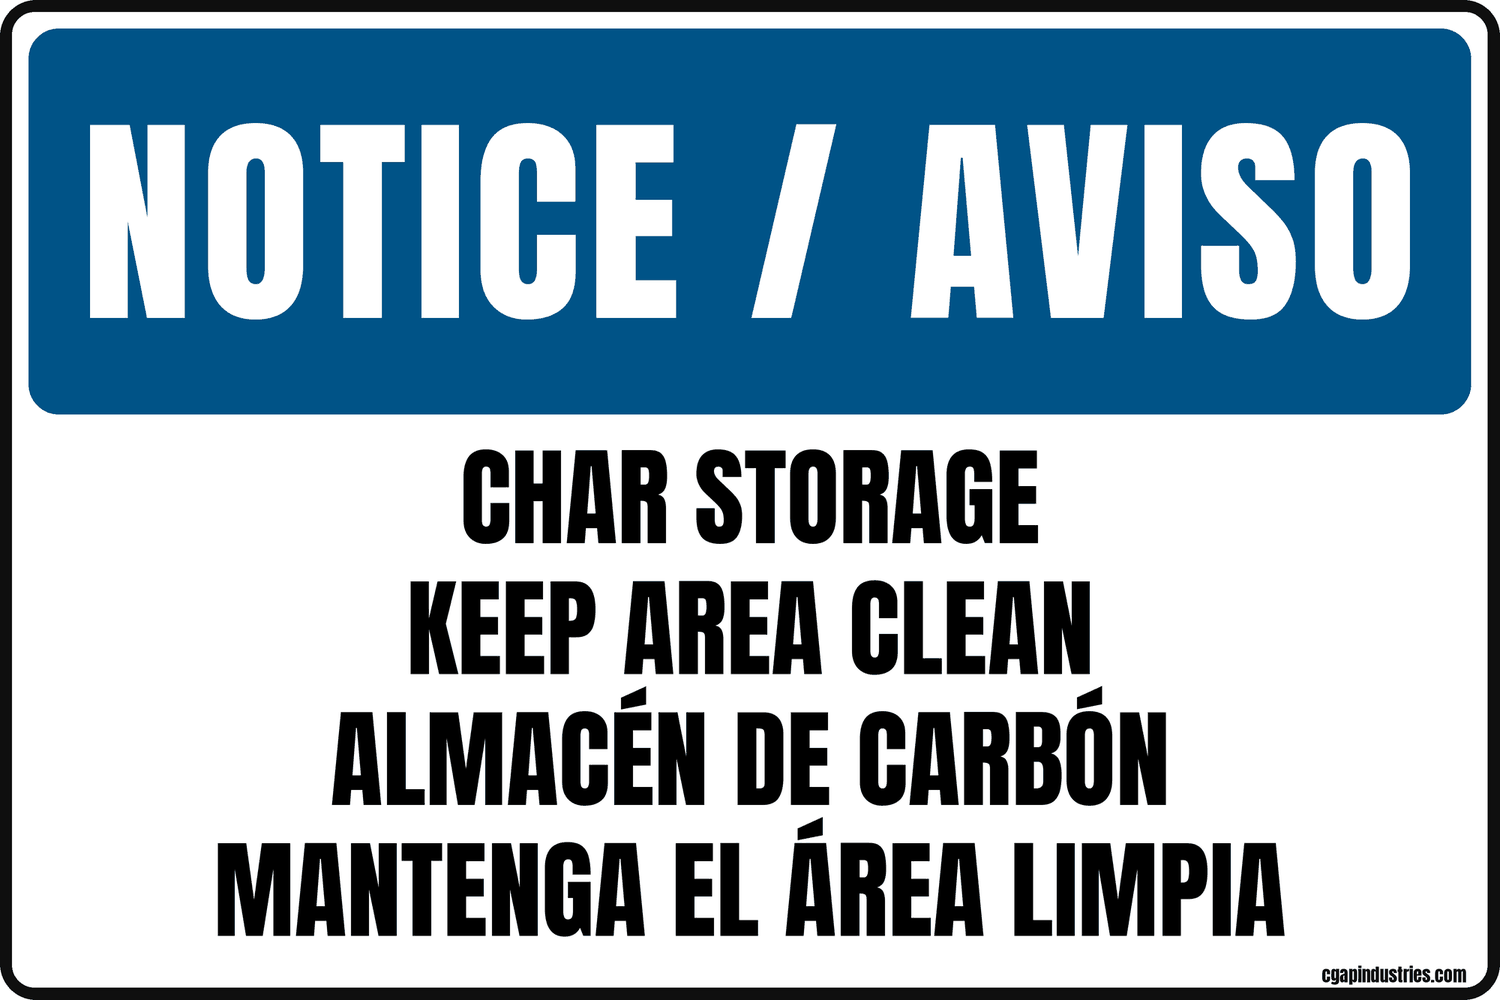 NOTICE / AVISO
CHAR STORAGE
KEEP AREA CLEAN
ALMACÉN DE CARBÓN
MANTENGA EL ÁREA LIMPIA
cgapindustries.com